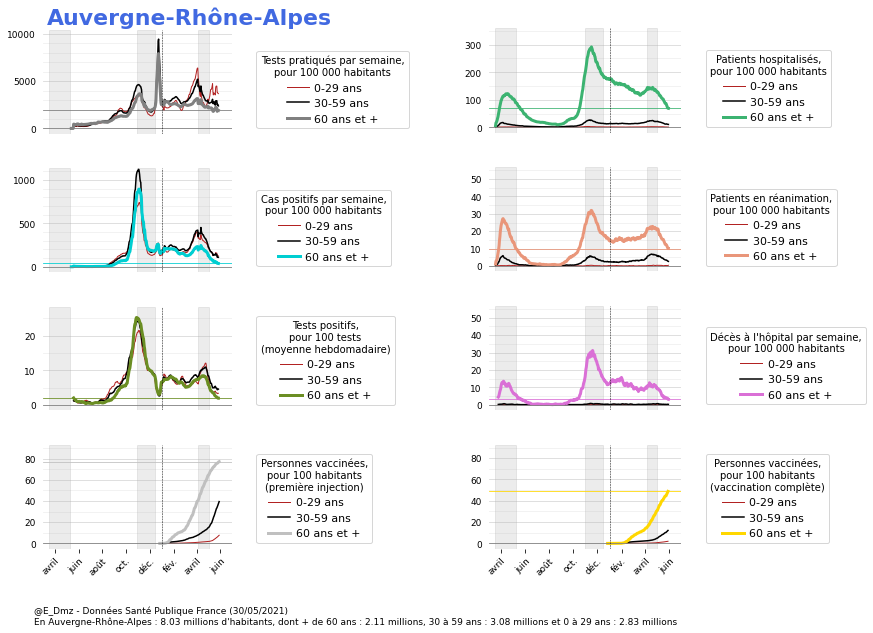 Auvergne-Rhône-Alpes
10000
5000
0
Tests pratiqués par semaine,
pour 100 000 habitants
0-29 ans
30-59 ans
60 ans et +
300
200
100
0
Patients hospitalisés,
pour 100 000 habitants
0-29 ans
30-59 ans
60 ans et +
1000
500
0
Cas positifs par semaine,
pour 100 000 habitants
0-29 ans
30-59 ans
60 ans et +
50
40
30
20
10
0
Patients en réanimation,
pour 100 000 habitants
0-29 ans
30-59 ans
60 ans et +
20
10
0
Tests positifs,
pour 100 tests
(moyenne hebdomadaire)
0-29 ans
30-59 ans
60 ans et +
50
40
30
20
10
0
Décès à l'hôpital par semaine,
pour 100 000 habitants
0-29 ans
30-59 ans
60 ans et +
80
60
40
20
0
avril
juin
août
oct.
déc.
fév.
avril
juin
Personnes vaccinées,
pour 100 habitants
(première injection)
0-29 ans
30-59 ans
60 ans et +
80
60
40
20
0
avril
juin
août
oct.
déc.
fév.
avril
juin
Personnes vaccinées,
pour 100 habitants
(vaccination complète)
0-29 ans
30-59 ans
60 ans et +
@E_Dmz - Données Santé Publique France (30/05/2021)
En Auvergne-Rhône-Alpes : 8.03 millions d'habitants, dont + de 60 ans : 2.11 millions, 30 à 59 ans : 3.08 millions et 0 à 29 ans : 2.83 millions